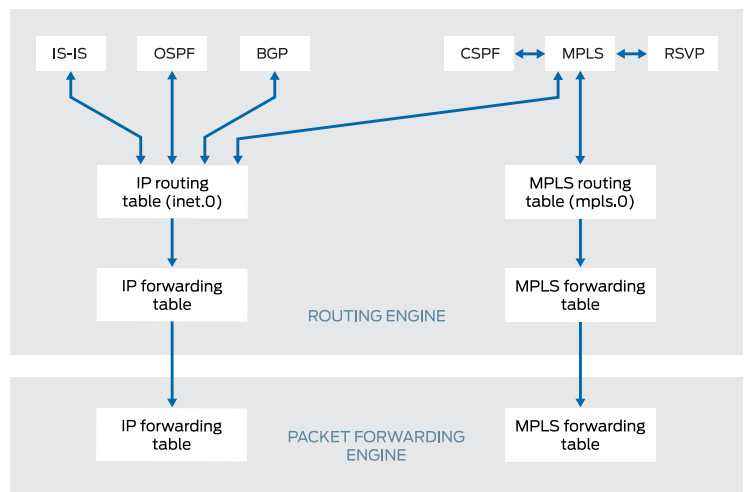 IS-IS
OSPF
BGP
CSPF
MPLS
RSVP
IP routing
table (inet.0)
MPLS routing
table (mpls.0)
IP forwarding
table
MPLS forwarding
table
ROUTING ENGINE
IP forwarding
table
PACKET FORWARDING
ENGINE
MPLS forwarding
table